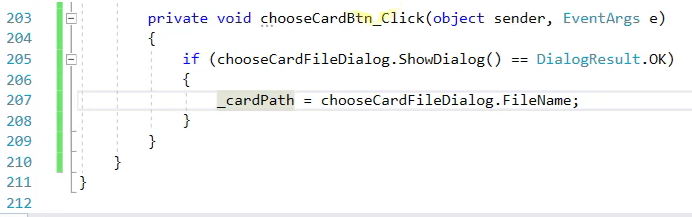 203 private void chooseCardBtn_Click(object sender, EventArgs e)
204 {
205 if (chooseCardFileDialog.ShowDialog() == DialogResult.OK)
206 {
207 _cardPath = chooseCardFileDialog.FileName;
208 }
209 }
210 }
211 }
212